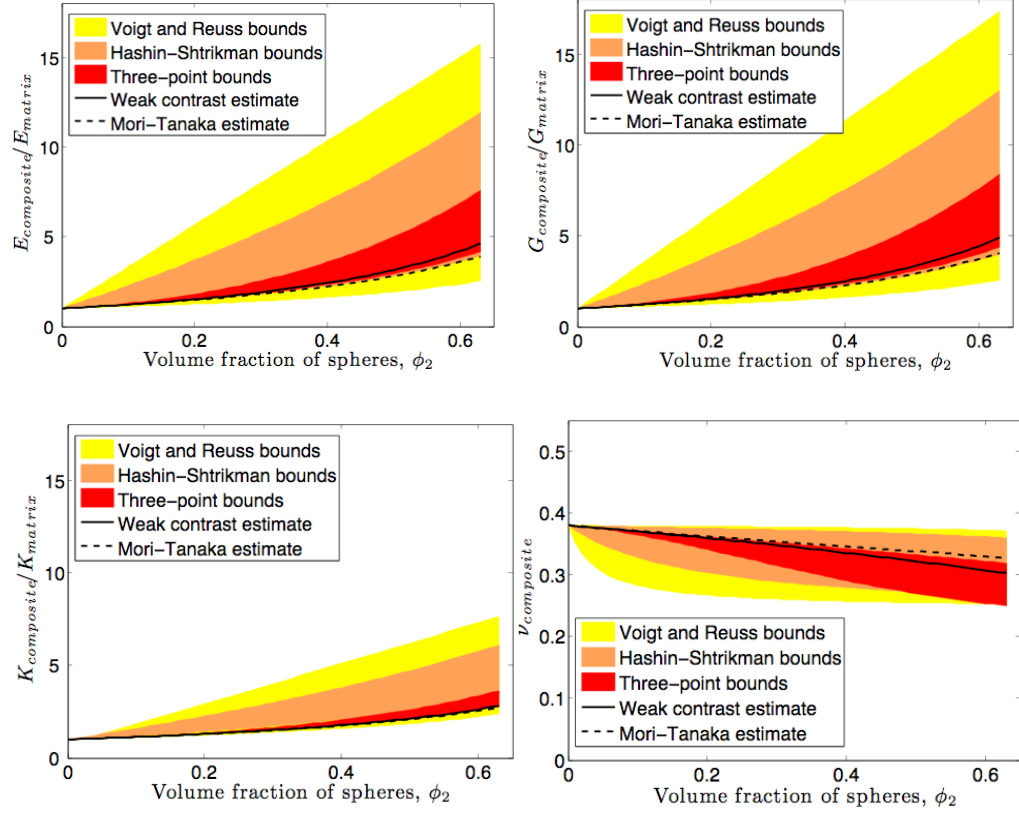 Voigt and Reuss bounds
Hashin-Shtrikman bounds
Three-point bounds
Weak contrast estimate
Mori-Tanaka estimate
E_composite/E_matrix
15
10
5
0
0 0.2 0.4 0.6
Volume fraction of spheres, ϕ₂
Voigt and Reuss bounds
Hashin-Shtrikman bounds
Three-point bounds
Weak contrast estimate
Mori-Tanaka estimate
G_composite/G_matrix
15
10
5
0
0 0.2 0.4 0.6
Volume fraction of spheres, ϕ₂
Voigt and Reuss bounds
Hashin-Shtrikman bounds
Three-point bounds
Weak contrast estimate
Mori-Tanaka estimate
K_composite/K_matrix
15
10
5
0
0 0.2 0.4 0.6
Volume fraction of spheres, ϕ₂
0.5
0.4
0.3
0.2
0.1
0
ν_composite
Voigt and Reuss bounds
Hashin-Shtrikman bounds
Three-point bounds
Weak contrast estimate
Mori-Tanaka estimate
0 0.2 0.4 0.6
Volume fraction of spheres, ϕ₂